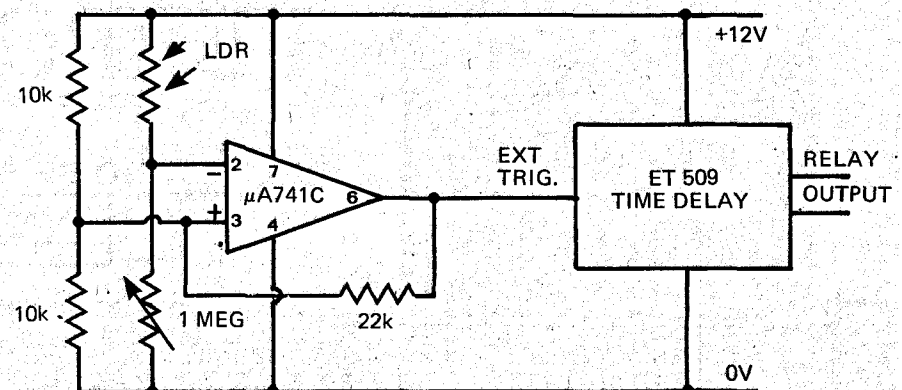 +12V
LDR
10k
2
7
−
μA741C
6
+
3
4
EXT
TRIG.
ET 509
TIME DELAY
RELAY
OUTPUT
10k
1 MEG
22k
0V